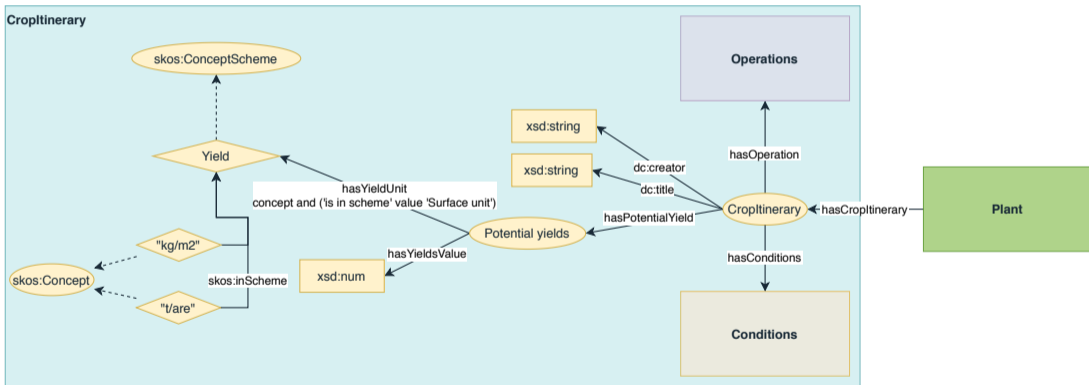 CropItinerary
skos:ConceptScheme
Operations
xsd:string
Yield
hasOperation
xsd:string
dc:creator
dc:title
hasYieldUnit
concept and ('is in scheme' value 'Surface unit')
CropItinerary
hasCropItinerary
Plant
hasPotentialYield
Potential yields
"kg/m2"
hasYieldsValue
hasConditions
skos:Concept
skos:inScheme
xsd:num
"t/are"
Conditions